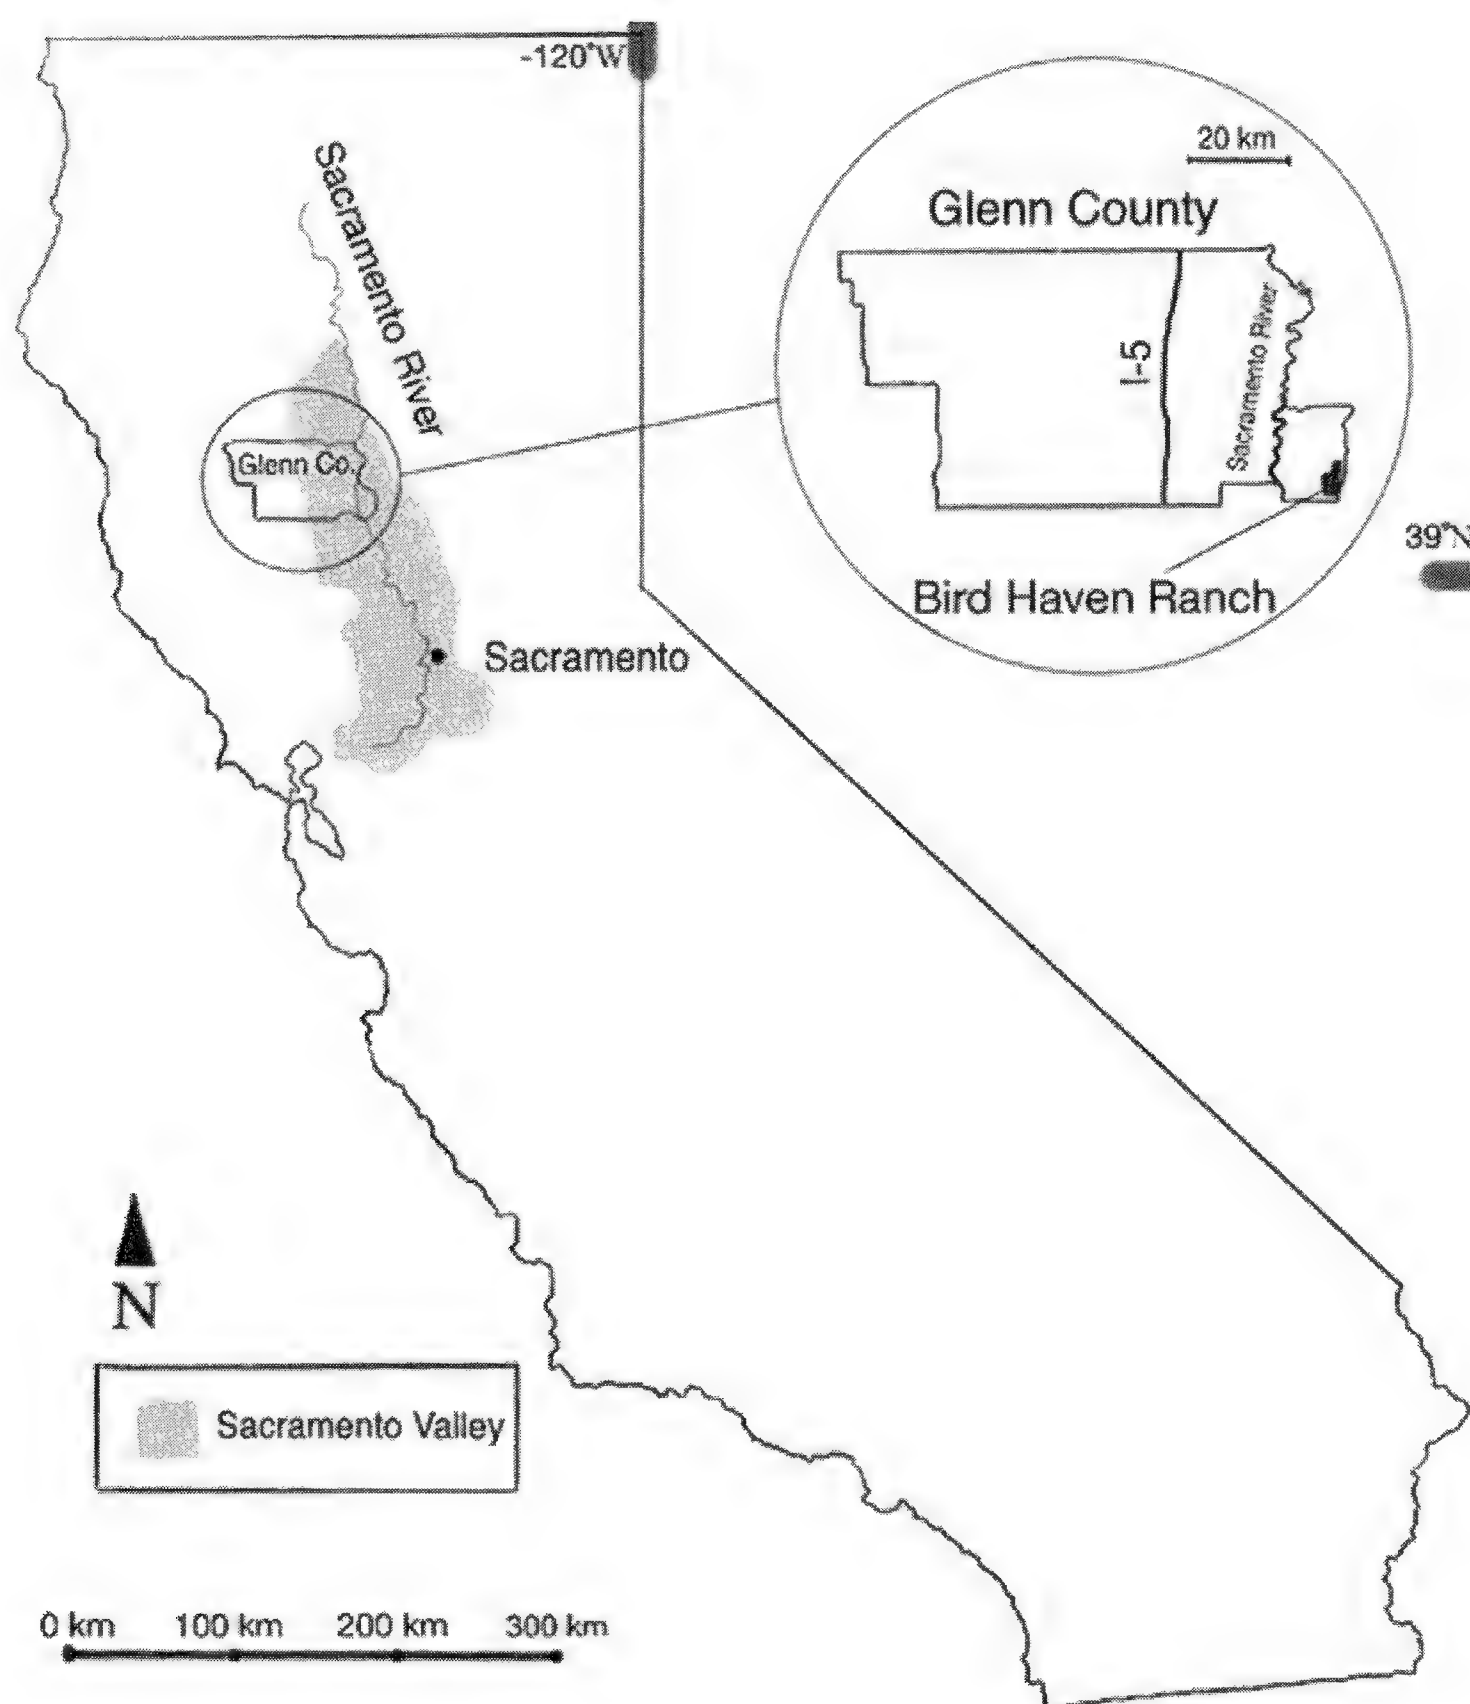 -120°W
20 km
Glenn County
Sacramento River
I-5
Sacramento River
Glenn Co.
39°N
Bird Haven Ranch
Sacramento
N
Sacramento Valley
0 km 100 km 200 km 300 km